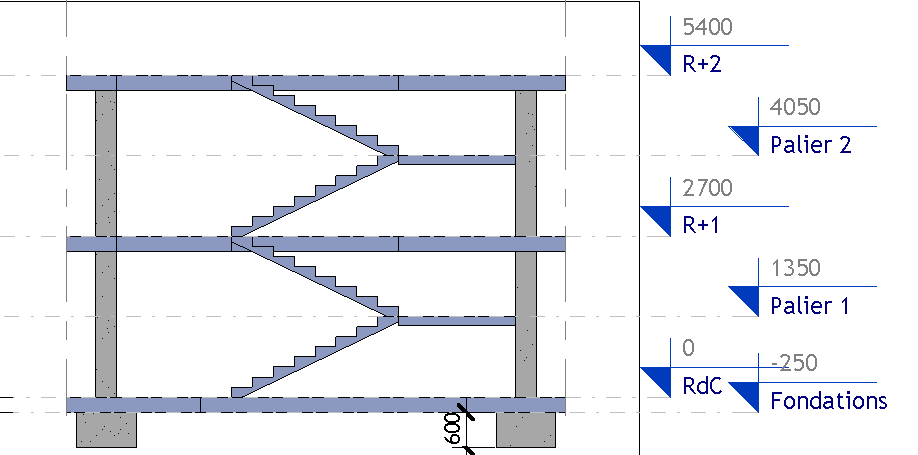 5400
R+2
4050
Palier 2
2700
R+1
1350
Palier 1
0
RdC
-250
Fondations
600